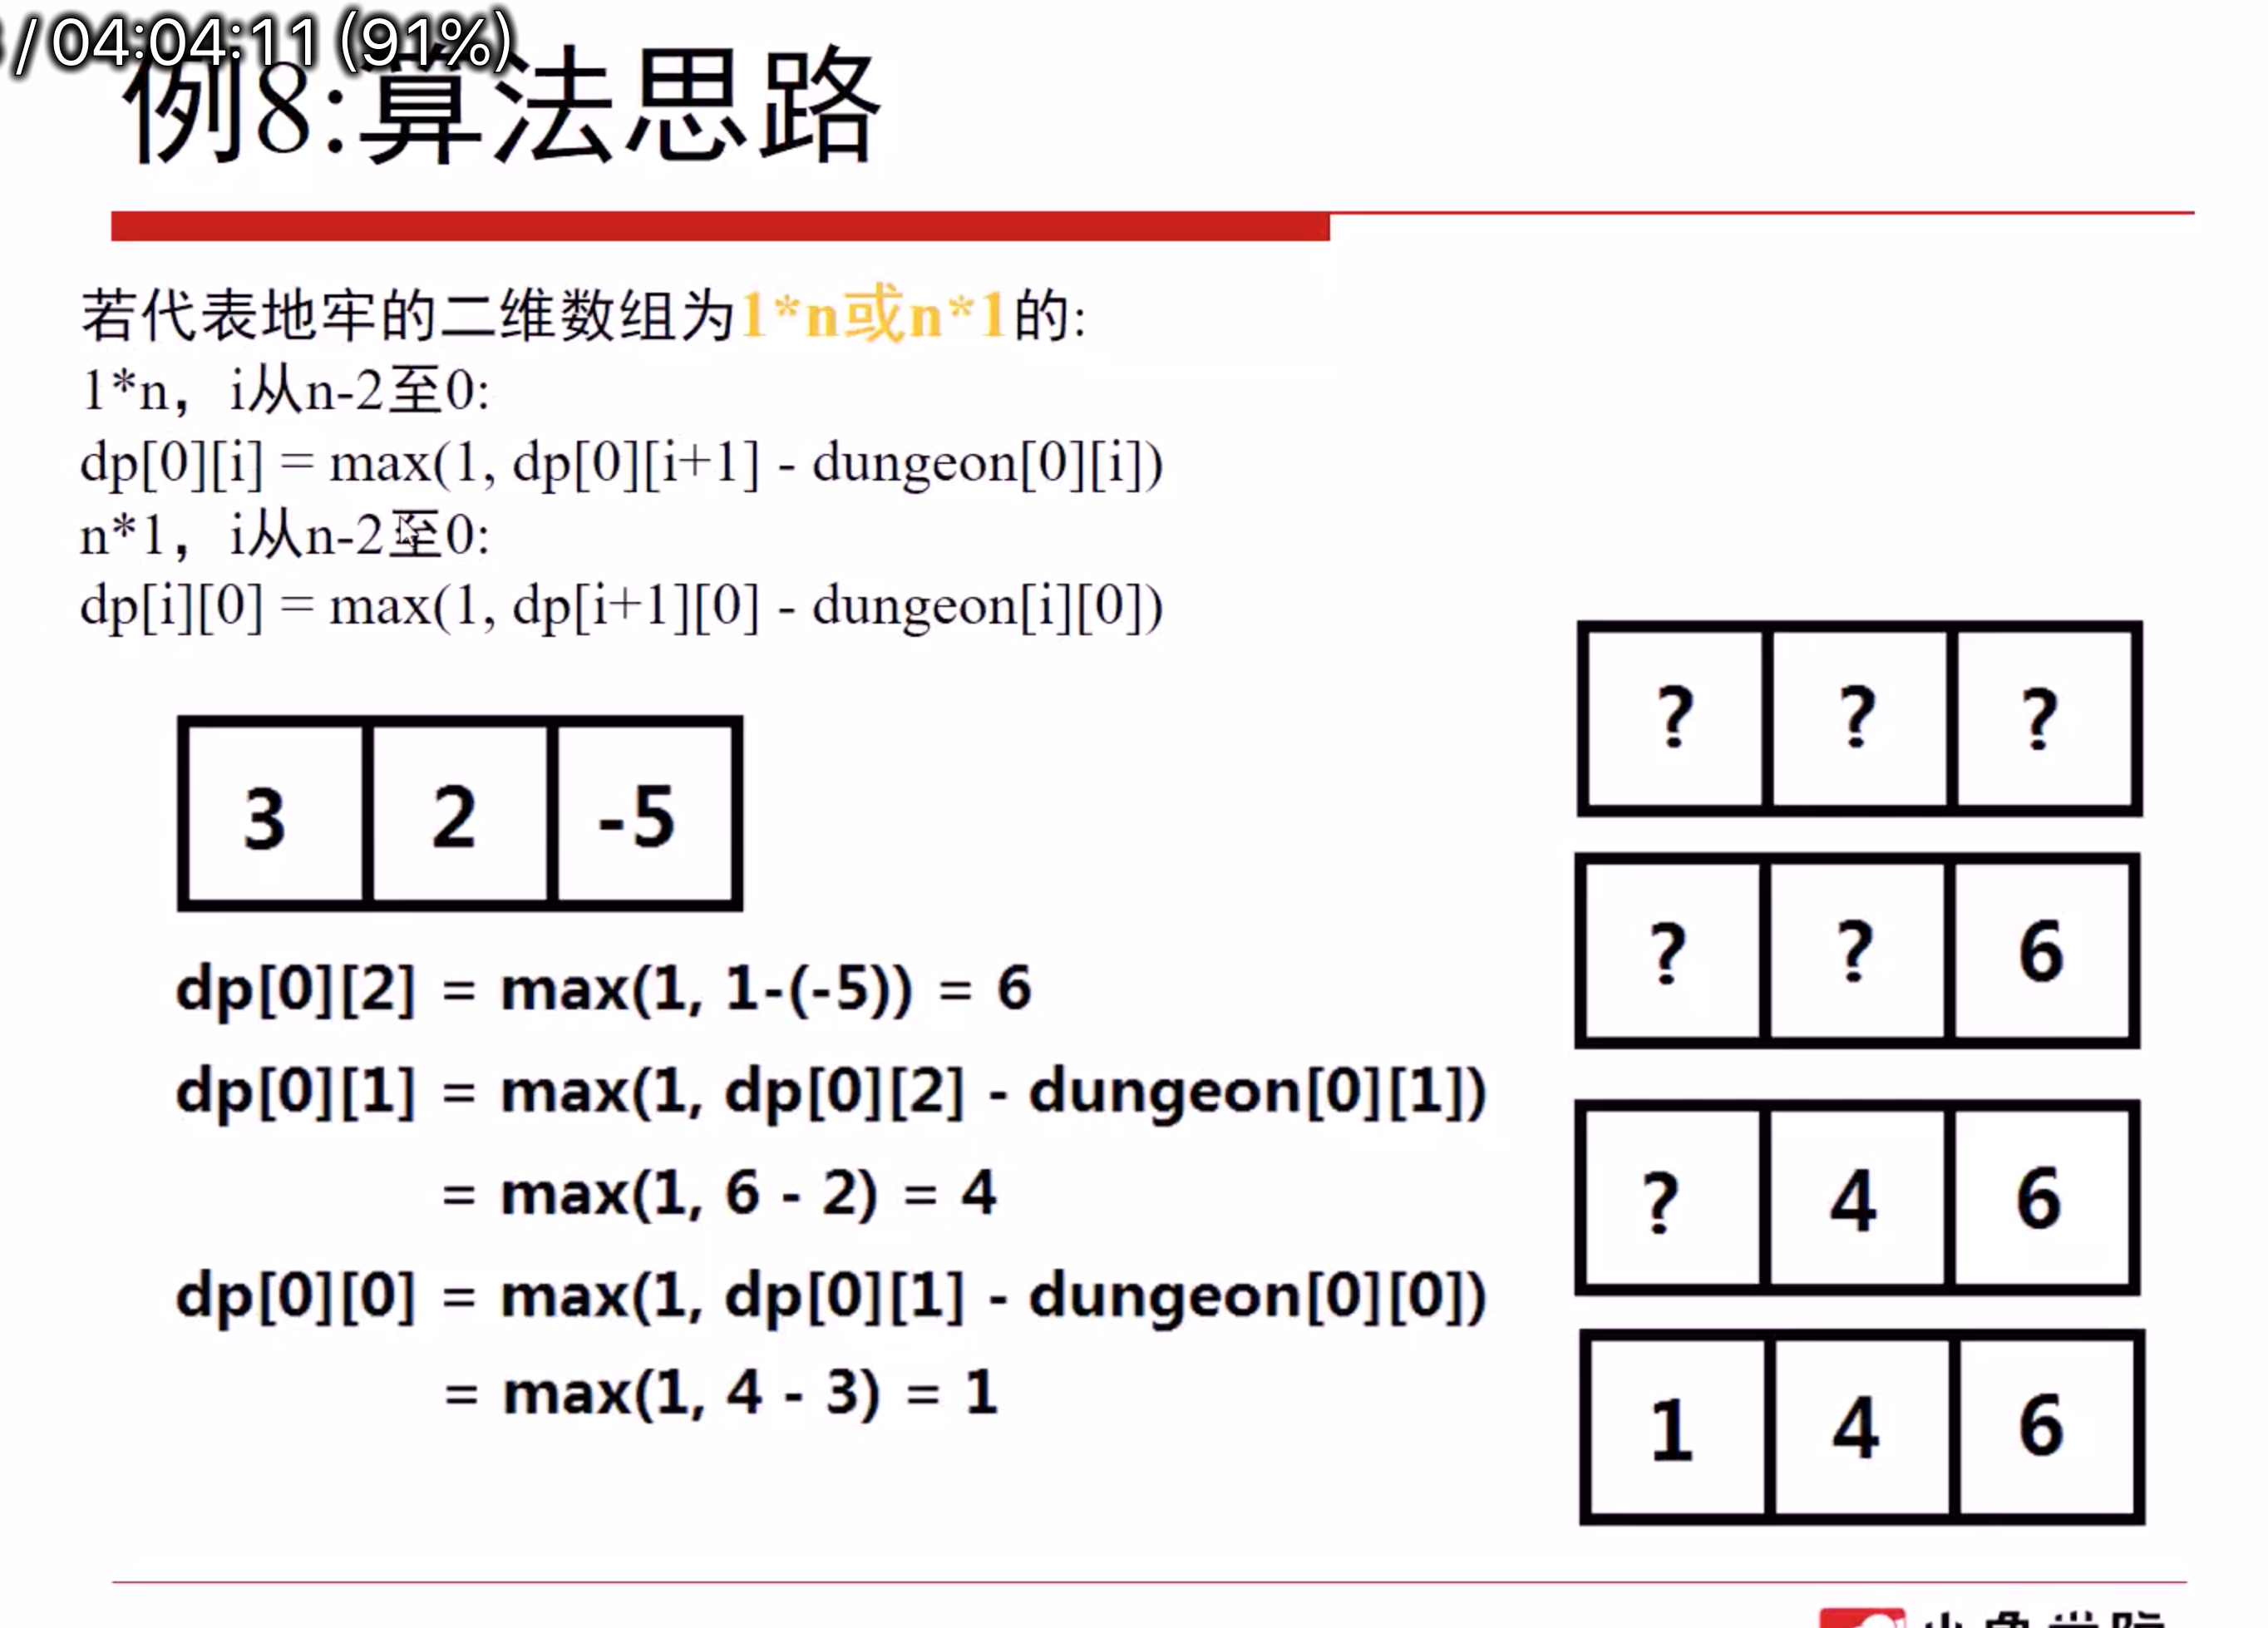 /04:04:11 (91%)
例8:算法思路
若代表地牢的二维数组为1*n或n*1的:
1*n，i从n-2至0:
dp[0][i] = max(1, dp[0][i+1] - dungeon[0][i])
n*1，i从n-2至0:
dp[i][0] = max(1, dp[i+1][0] - dungeon[i][0])
3 2 -5
dp[0][2] = max(1, 1-(-5)) = 6
dp[0][1] = max(1, dp[0][2] - dungeon[0][1])
= max(1, 6 - 2) = 4
dp[0][0] = max(1, dp[0][1] - dungeon[0][0])
= max(1, 4 - 3) = 1
? ? ?
? ? 6
? 4 6
1 4 6